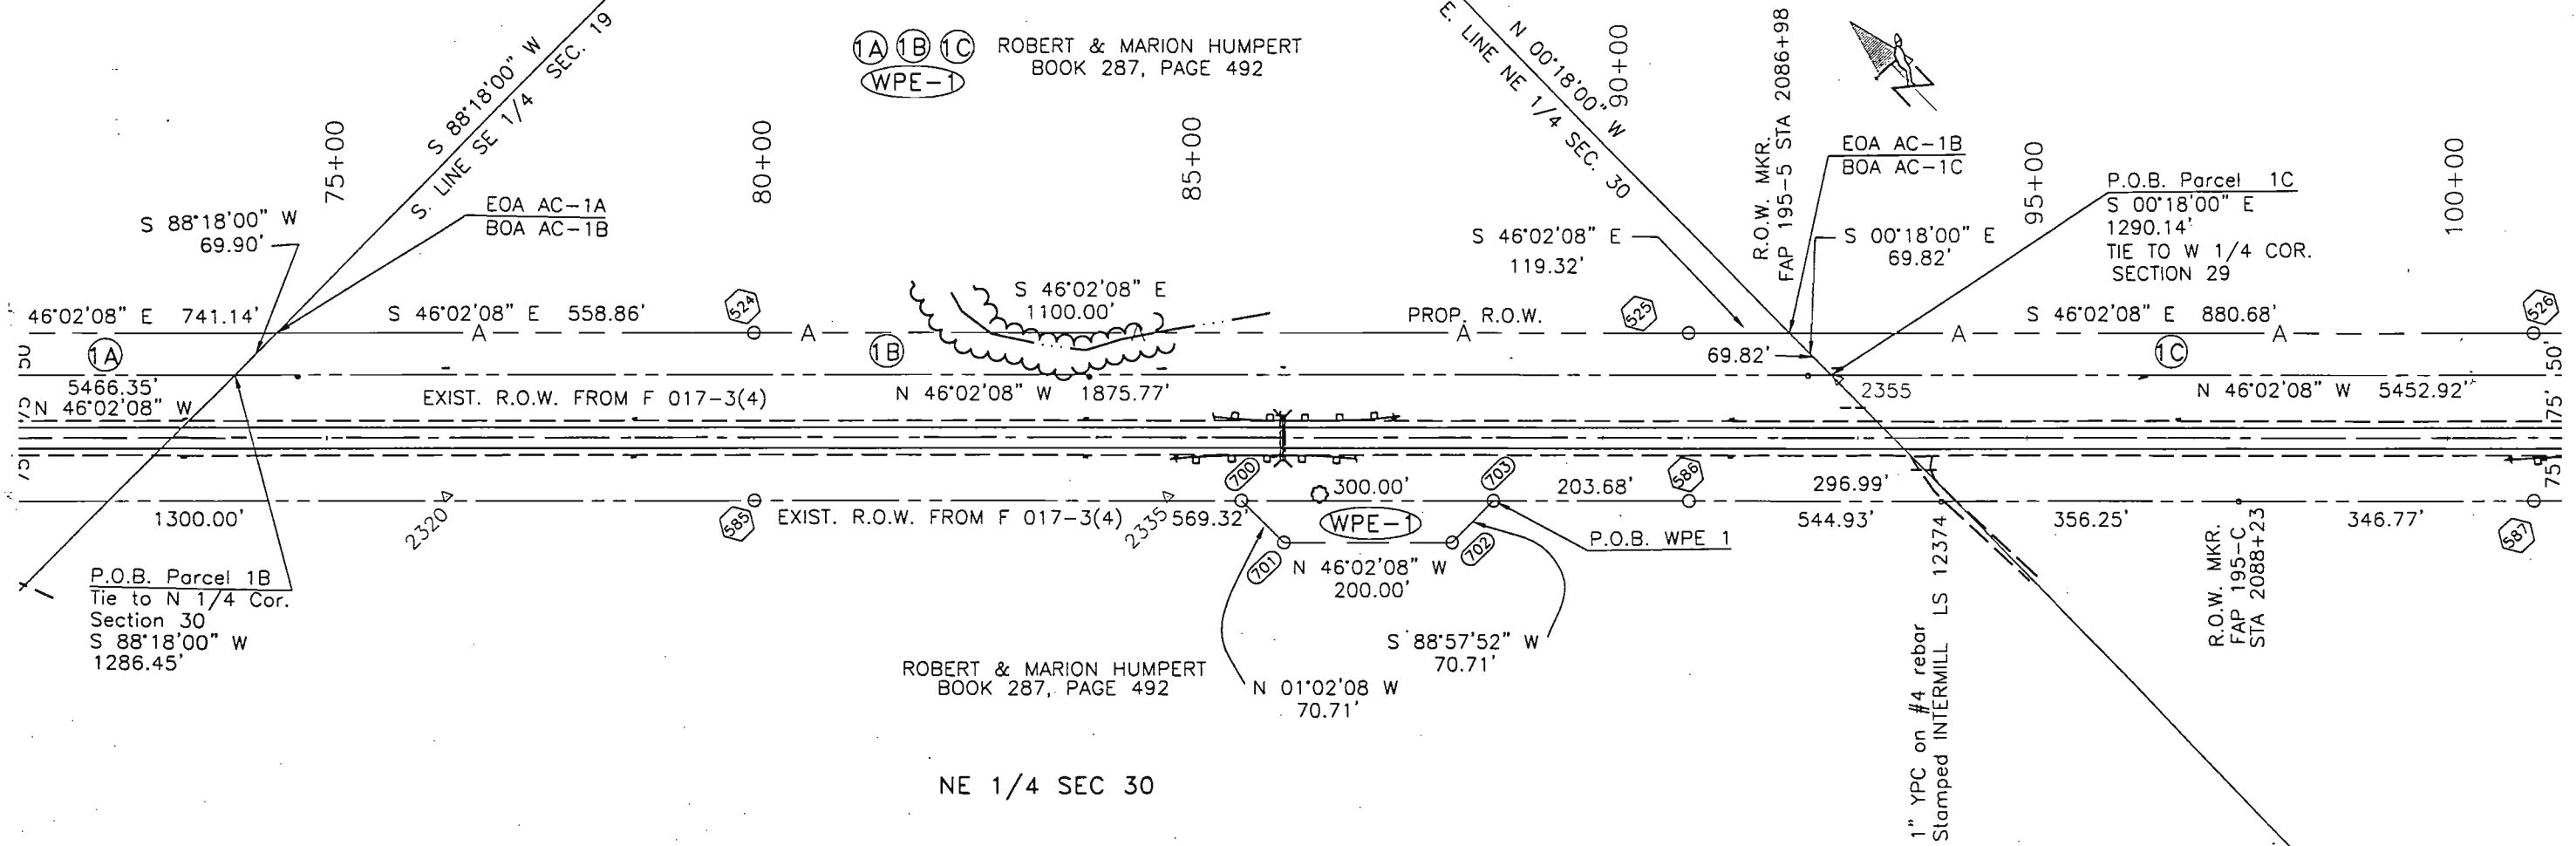 1A 1B 1C ROBERT & MARION HUMPERT
BOOK 287, PAGE 492
WPE-1
S 88°18'00" W
S. LINE SE 1/4 SEC. 19
75+00
80+00
85+00
90+00
95+00
100+00
N 00°18'00" W
E. LINE NE 1/4 SEC. 30
R.O.W. MKR.
FAP 195-5 STA 2086+98
S 88°18'00" W
69.90'
EOA AC-1A
BOA AC-1B
EOA AC-1B
BOA AC-1C
P.O.B. Parcel 1C
S 00°18'00" E
1290.14'
TIE TO W 1/4 COR.
SECTION 29
S 46°02'08" E
119.32'
S 00°18'00" E
69.82'
46°02'08" E 741.14'
S 46°02'08" E 558.86'
524
S 46°02'08" E
1100.00'
PROP. R.O.W.
525
S 46°02'08" E 880.68'
526
A A A A A A
50
1A
1B
69.82'
1C
50'
5466.35'
N 46°02'08" W
EXIST. R.O.W. FROM F 017-3(4)
N 46°02'08" W 1875.77'
2355
N 46°02'08" W 5452.92'
75'
75'
75'
75'
1300.00'
2320
585
EXIST. R.O.W. FROM F 017-3(4)
2335
569.32'
700
300.00'
703
203.68'
586
296.99'
544.93'
356.25'
346.77'
587
WPE-1
701
702
P.O.B. WPE 1
N 46°02'08" W
200.00'
P.O.B. Parcel 1B
Tie to N 1/4 Cor.
Section 30
S 88°18'00" W
1286.45'
S 88°57'52" W
70.71'
ROBERT & MARION HUMPERT
BOOK 287, PAGE 492
N 01°02'08 W
70.71'
1" YPC on #4 rebar
Stamped INTERMILL LS 12374
R.O.W. MKR.
FAP 195-C
STA 2088+23
NE 1/4 SEC 30